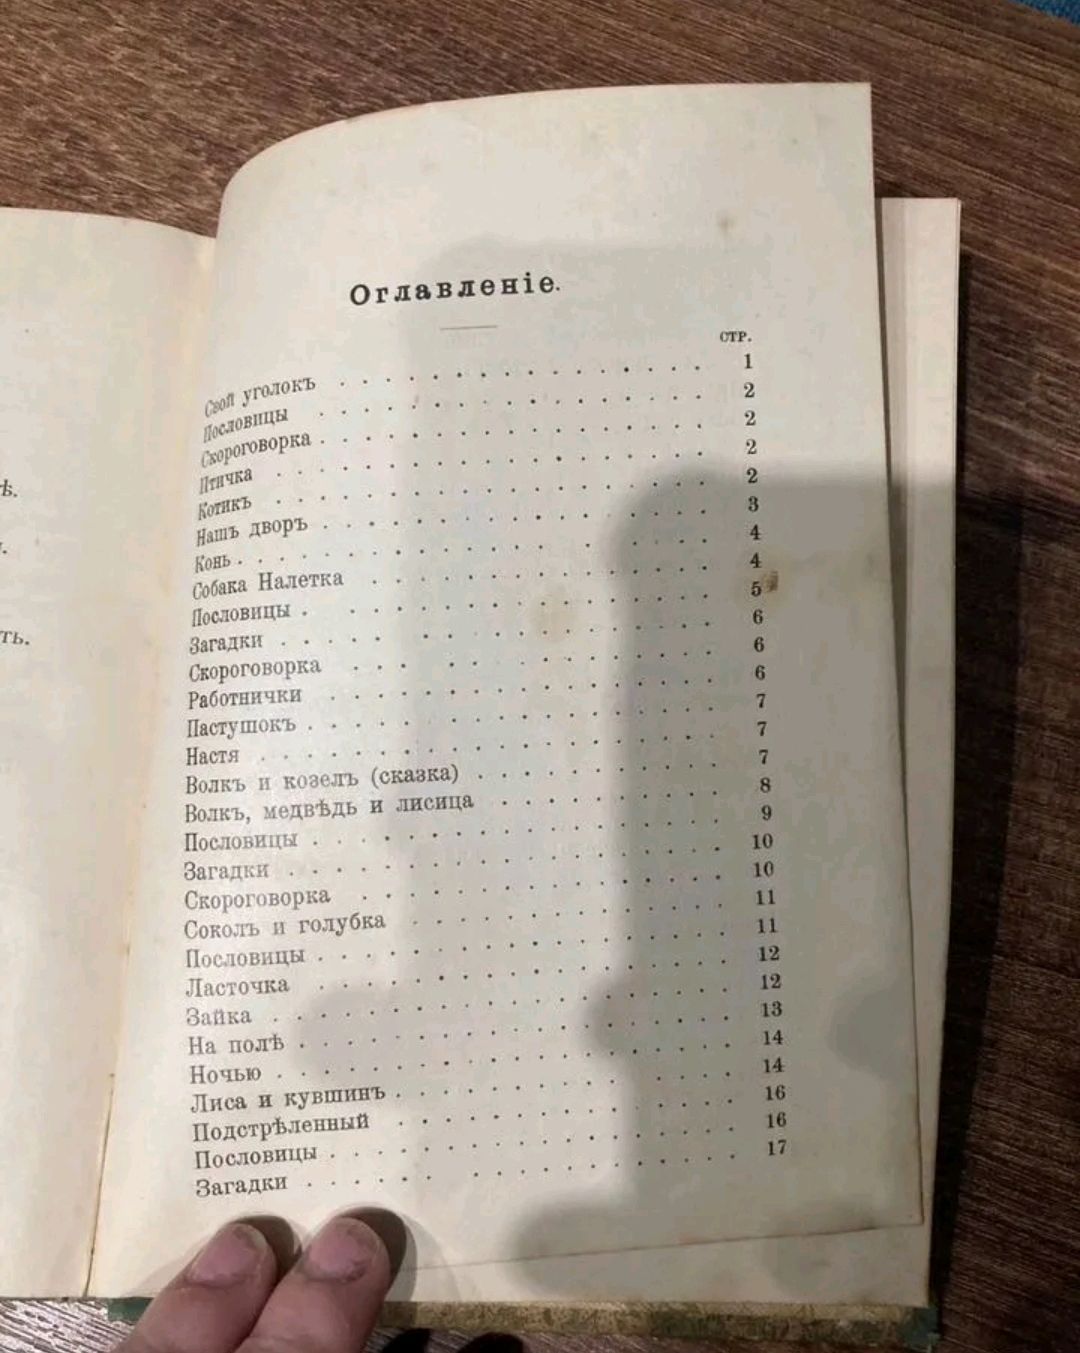 Оглавленіе.
стр.
Свой уголокъ . . . . . . . . . . . . . . . . 1
Пословицы . . . . . . . . . . . . . . . . . 2
Скороговорка . . . . . . . . . . . . . . . . 2
Птичка . . . . . . . . . . . . . . . . . . . 2
Котикъ . . . . . . . . . . . . . . . . . . . 2
Нашъ дворъ . . . . . . . . . . . . . . . . . 3
Конь . . . . . . . . . . . . . . . . . . . . 4
Собака Налетка . . . . . . . . . . . . . . . 4
Пословицы . . . . . . . . . . . . . . . . . 5
Загадки . . . . . . . . . . . . . . . . . . 6
Скороговорка . . . . . . . . . . . . . . . . 6
Работнички . . . . . . . . . . . . . . . . . 6
Пастушокъ . . . . . . . . . . . . . . . . . 7
Настя . . . . . . . . . . . . . . . . . . . 7
Волкъ и козелъ (сказка) . . . . . . . . . . 7
Волкъ, медвѣдь и лисица . . . . . . . . . . 8
Пословицы . . . . . . . . . . . . . . . . . 9
Загадки . . . . . . . . . . . . . . . . . . 10
Скороговорка . . . . . . . . . . . . . . . . 10
Соколъ и голубка . . . . . . . . . . . . . . 11
Пословицы . . . . . . . . . . . . . . . . . 11
Ласточка . . . . . . . . . . . . . . . . . . 12
Зайка . . . . . . . . . . . . . . . . . . . 12
На полѣ . . . . . . . . . . . . . . . . . . 13
Ночью . . . . . . . . . . . . . . . . . . . 14
Лиса и кувшинъ . . . . . . . . . . . . . . . 14
Подстрѣленный . . . . . . . . . . . . . . . 16
Пословицы . . . . . . . . . . . . . . . . . 16
Загадки . . . . . . . . . . . . . . . . . . 17